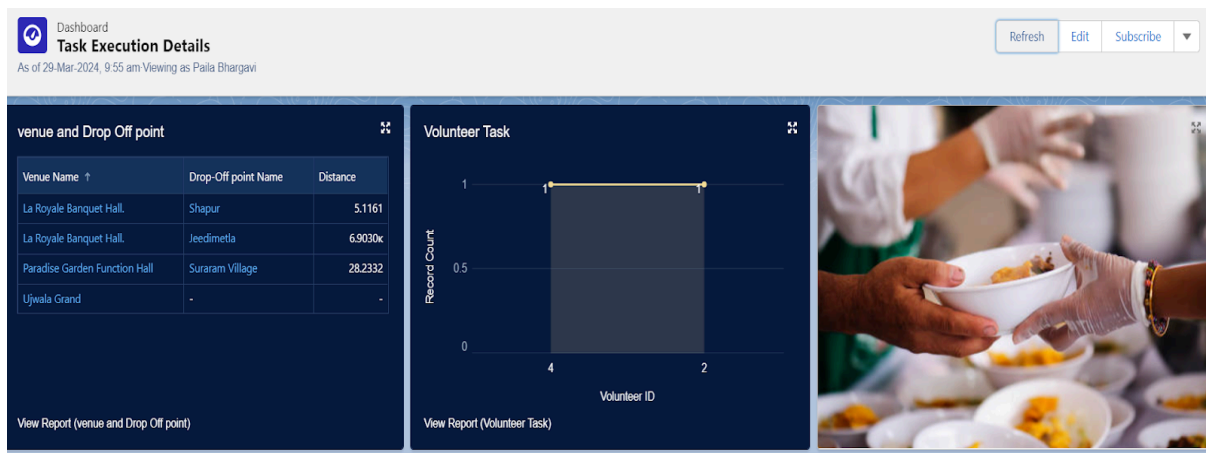 Dashboard
Task Execution Details
As of 29-Mar-2024, 9:55 am·Viewing as Paila Bhargavi
Refresh Edit Subscribe
venue and Drop Off point
Venue Name ↑ Drop-Off point Name Distance
La Royale Banquet Hall. Shapur 5.1161
La Royale Banquet Hall. Jeedimetla 6.9030K
Paradise Garden Function Hall Suraram Village 28.2332
Ujwala Grand - -
View Report (venue and Drop Off point)
Volunteer Task
Record Count
1
0.5
0
1 1
4 2
Volunteer ID
View Report (Volunteer Task)